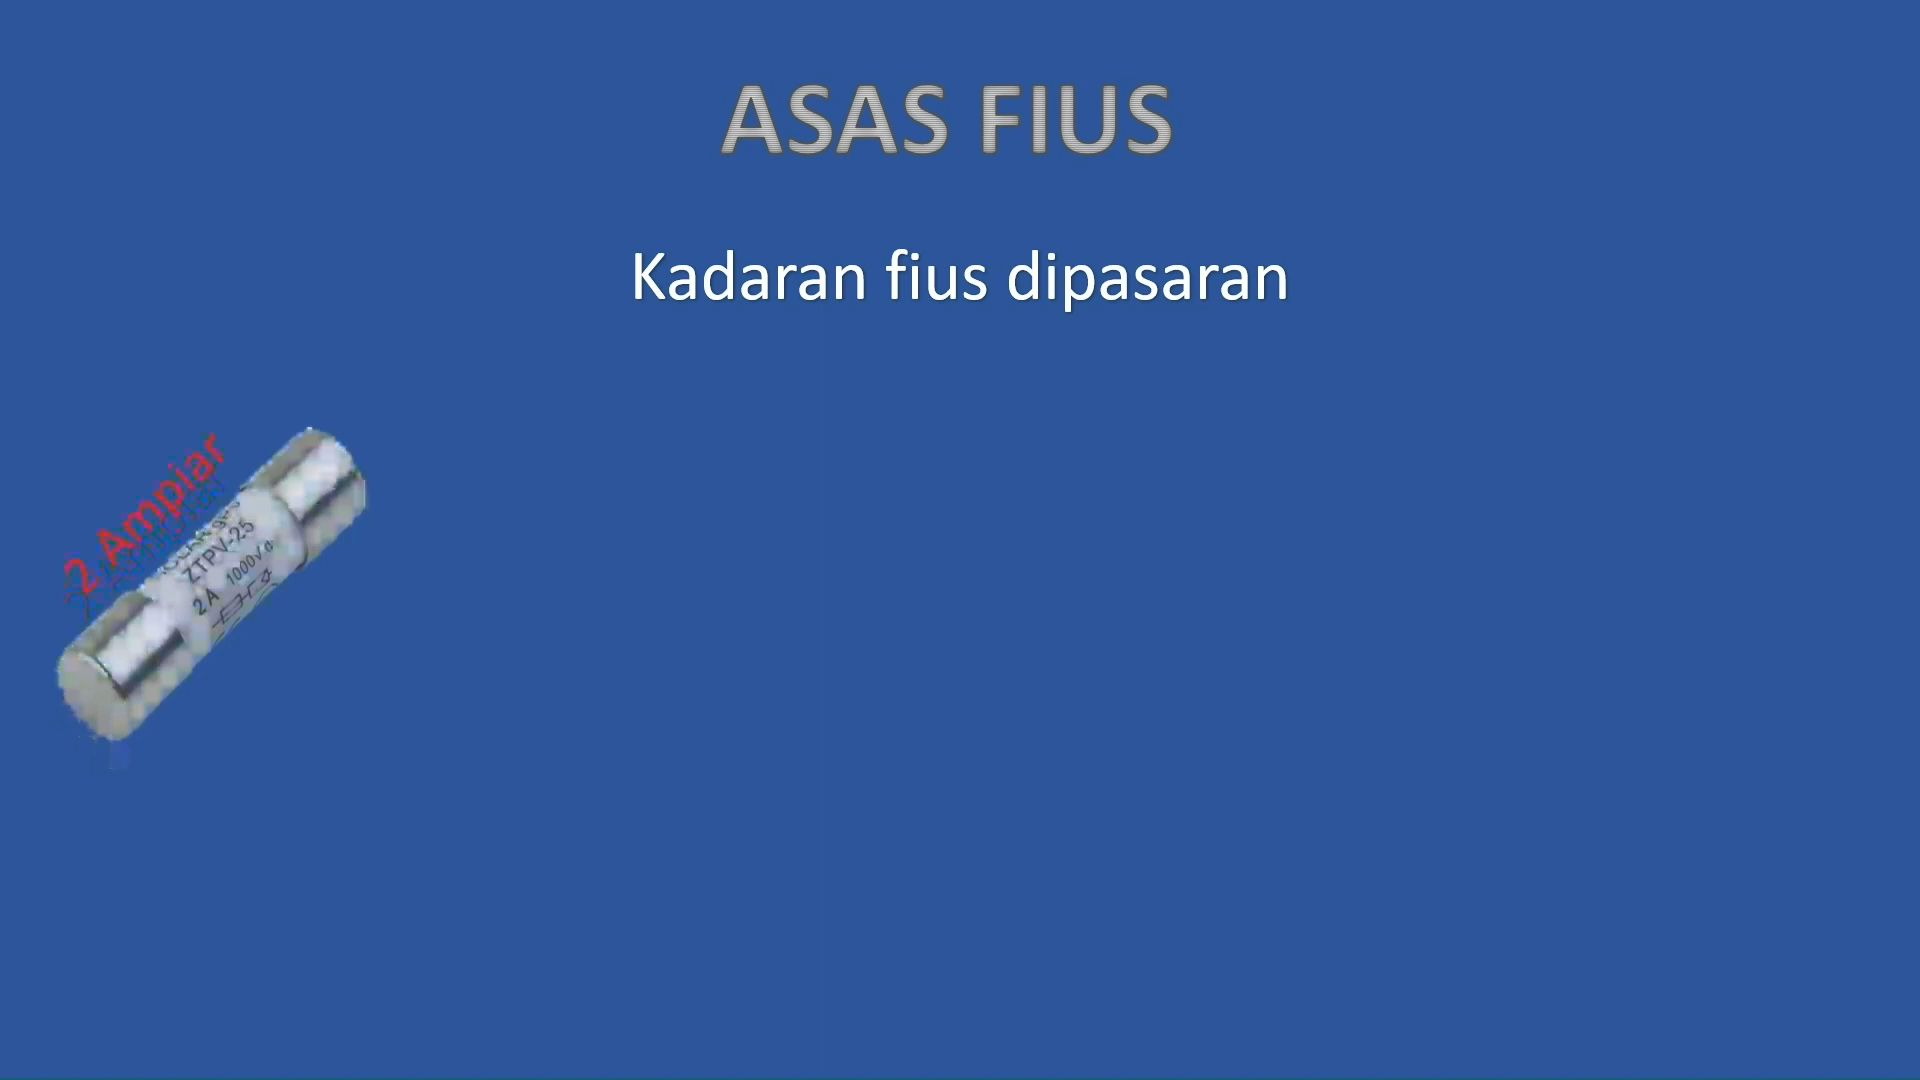 ASAS FIUS
Kadaran fius dipasaran
2 Ampiar
ZTPV-25
2A 1000V